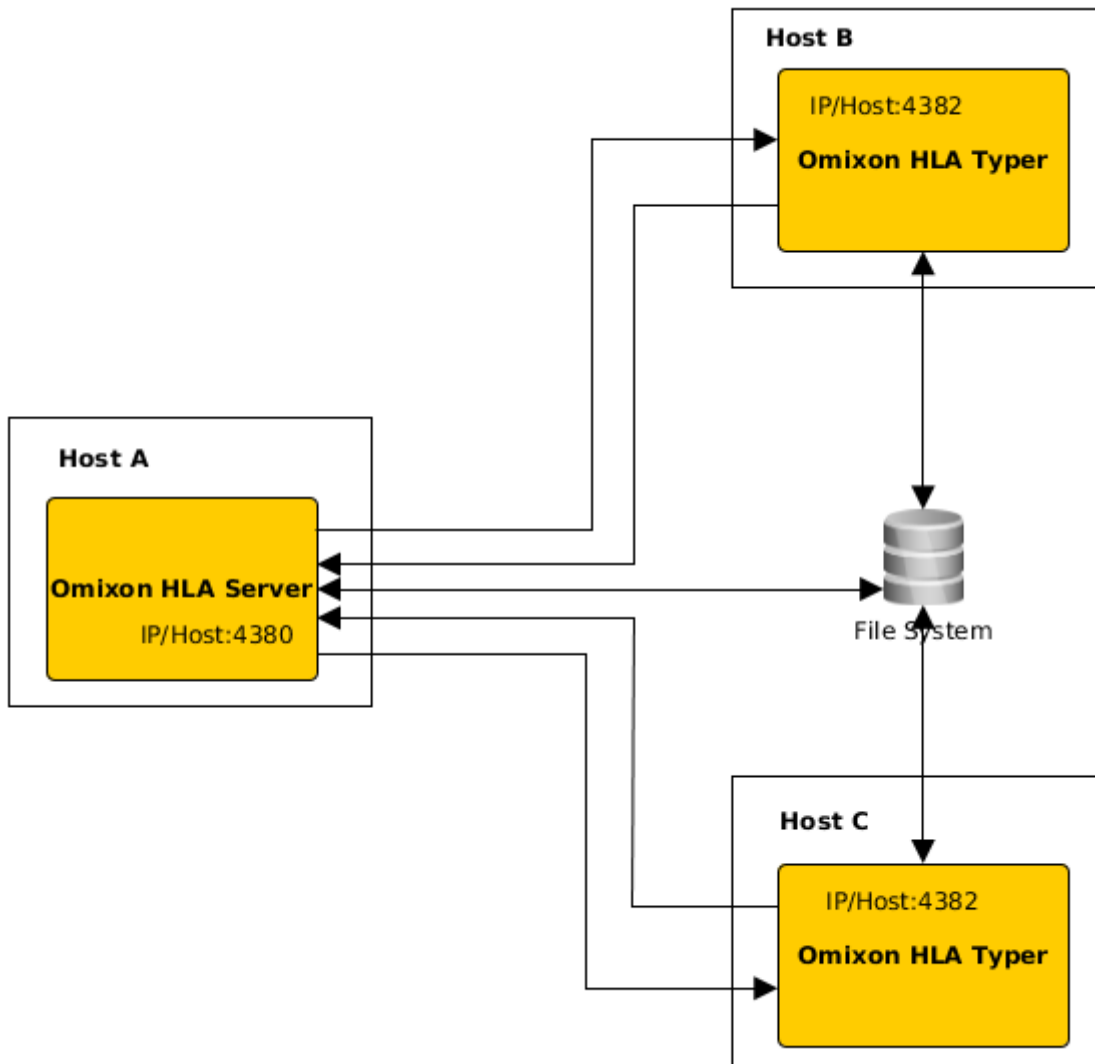 Host B
IP/Host:4382
Omixon HLA Typer
Host A
Omixon HLA Server
IP/Host:4380
File System
Host C
IP/Host:4382
Omixon HLA Typer